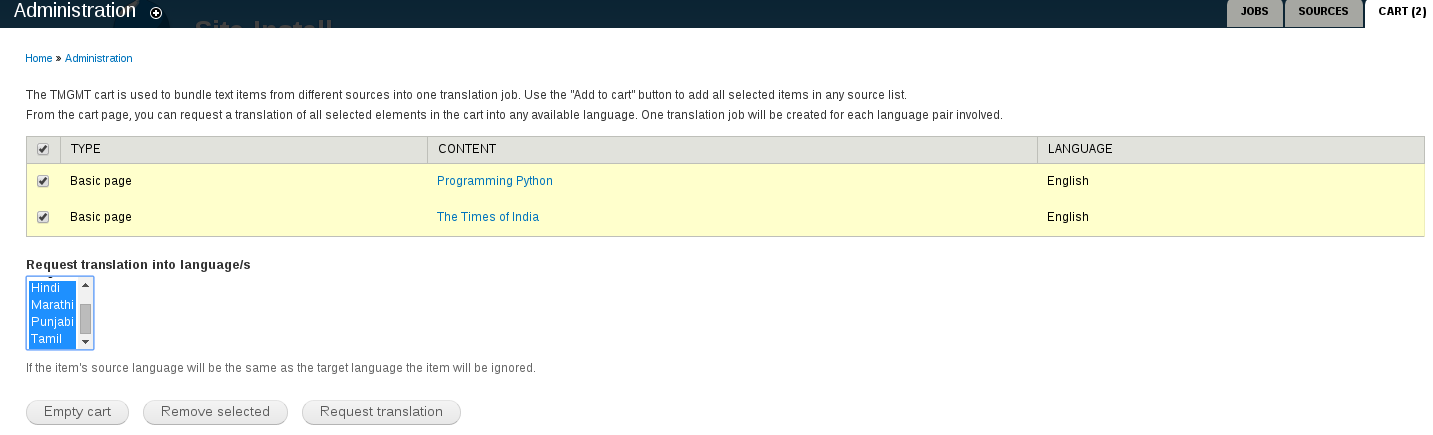 Administration
Site-Install
JOBS
SOURCES
CART (2)
Home » Administration
The TMGMT cart is used to bundle text items from different sources into one translation job. Use the "Add to cart" button to add all selected items in any source list.
From the cart page, you can request a translation of all selected elements in the cart into any available language. One translation job will be created for each language pair involved.
TYPE CONTENT LANGUAGE
Basic page Programming Python English
Basic page The Times of India English
Request translation into language/s
Hindi
Marathi
Punjabi
Tamil
If the item's source language will be the same as the target language the item will be ignored.
Empty cart Remove selected Request translation